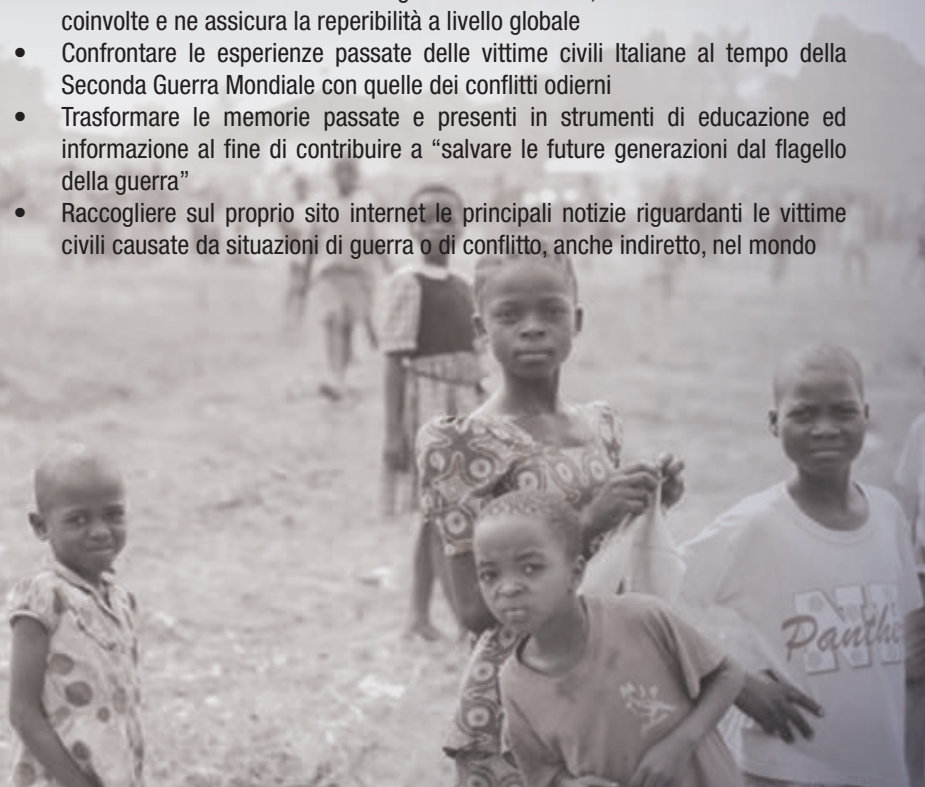 coinvolte e ne assicura la reperibilità a livello globale
• Confrontare le esperienze passate delle vittime civili Italiane al tempo della
Seconda Guerra Mondiale con quelle dei conflitti odierni
• Trasformare le memorie passate e presenti in strumenti di educazione ed
informazione al fine di contribuire a “salvare le future generazioni dal flagello
della guerra”
• Raccogliere sul proprio sito internet le principali notizie riguardanti le vittime
civili causate da situazioni di guerra o di conflitto, anche indiretto, nel mondo